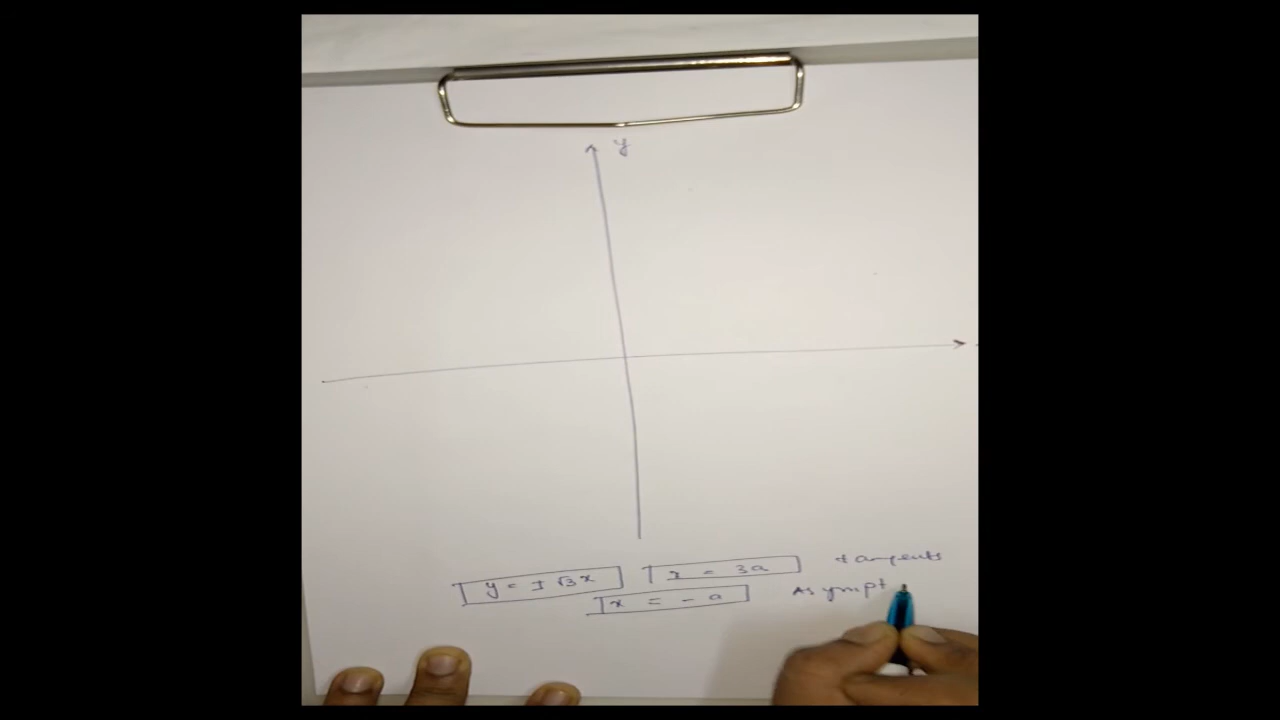 y
y = ± √3 x x = 3a tangents
x = - a Asympt